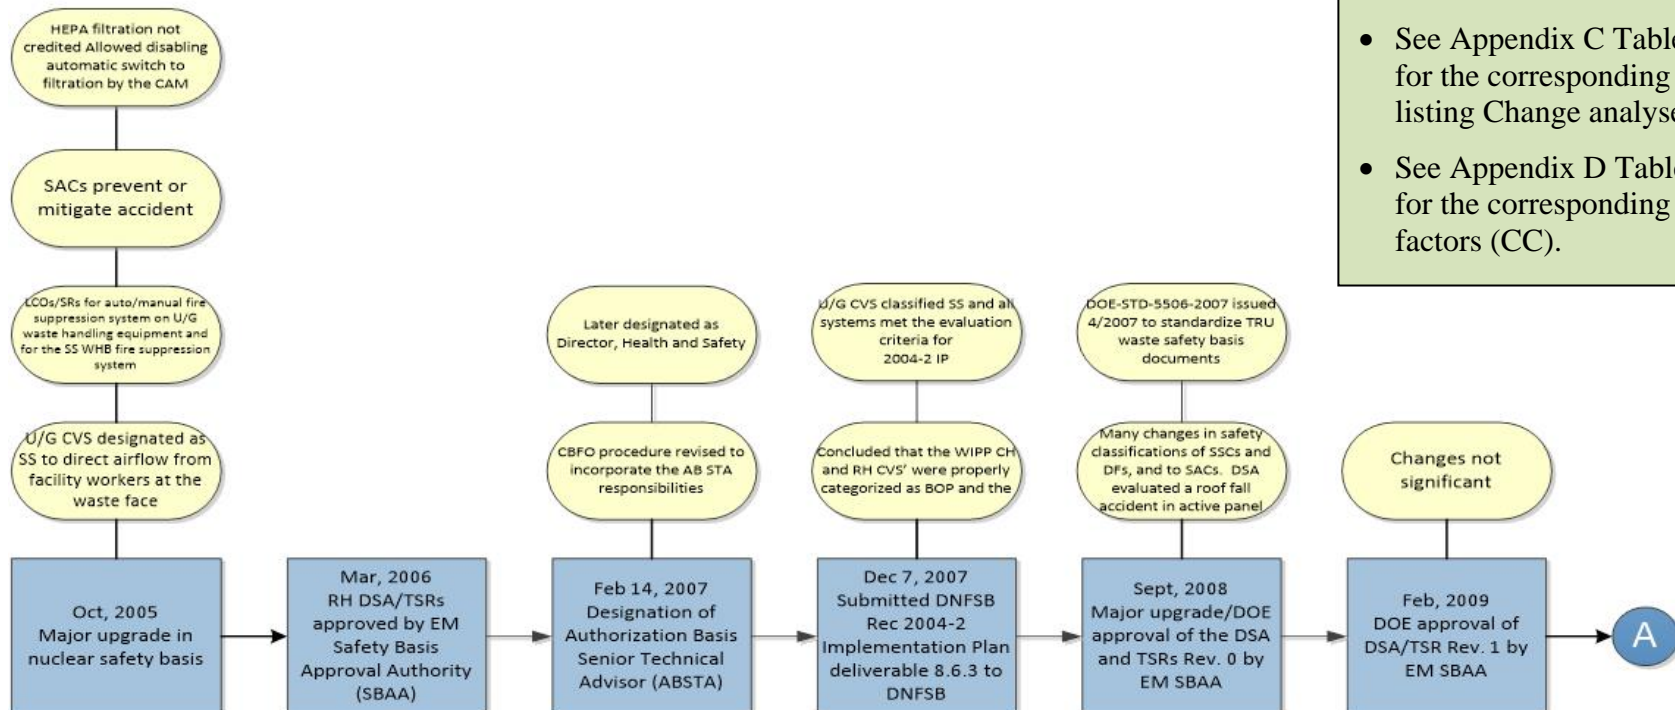 HEPA filtration not
credited Allowed disabling
automatic switch to
filtration by the CAM
SACs prevent or
mitigate accident
LCOs/SRs for auto/manual fire
suppression system on U/G
waste handling equipment and
for the SS WHB fire suppression
system
U/G CVS designated as
SS to direct airflow from
facility workers at the
waste face
Oct, 2005
Major upgrade in
nuclear safety basis
Mar, 2006
RH DSA/TSRs
approved by EM
Safety Basis
Approval Authority
(SBAA)
Later designated as
Director, Health and Safety
CBFO procedure revised to
incorporate the AB STA
responsibilities
Feb 14, 2007
Designation of
Authorization Basis
Senior Technical
Advisor (ABSTA)
U/G CVS classified SS and all
systems met the evaluation
criteria for
2004-2 IP
Concluded that the WIPP CH
and RH CVS' were properly
categorized as BOP and the
Dec 7, 2007
Submitted DNFSB
Rec 2004-2
Implementation Plan
deliverable 8.6.3 to
DNFSB
DOE-STD-5506-2007 issued
4/2007 to standardize TRU
waste safety basis
documents
Many changes in safety
classifications of SSCs and
DFs, and to SACs. DSA
evaluated a roof fall
accident in active panel
Sept, 2008
Major upgrade/DOE
approval of the DSA
and TSRs Rev. 0 by
EM SBAA
Changes not
significant
Feb, 2009
DOE approval of
DSA/TSR Rev. 1 by
EM SBAA
A
• See Appendix C Table
for the corresponding
listing Change analyse
• See Appendix D Table
for the corresponding
factors (CC).